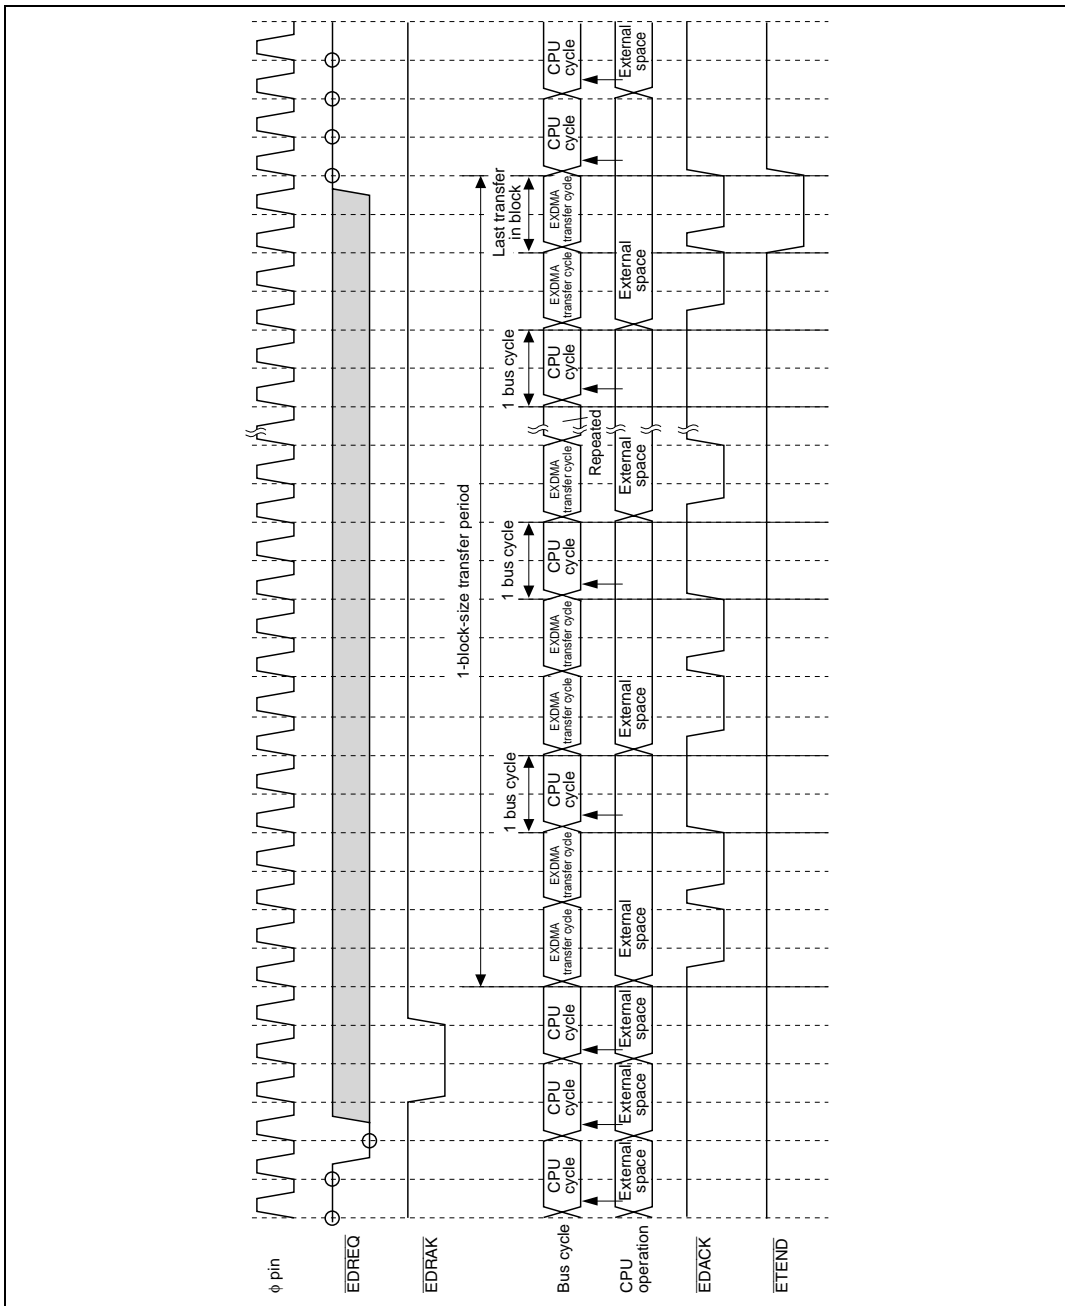 φ pin
EDREQ
EDRAK
1-block-size transfer period
1 bus cycle
1 bus cycle
1 bus cycle
Last transfer
in block
Bus cycle
CPU
cycle
CPU
cycle
CPU
cycle
EXDMA
transfer cycle
EXDMA
transfer cycle
CPU
cycle
EXDMA
transfer cycle
EXDMA
transfer cycle
CPU
cycle
EXDMA
transfer cycle
Repeated
CPU
cycle
EXDMA
transfer cycle
EXDMA
transfer cycle
CPU
cycle
CPU
cycle
CPU
operation
External
space
External
space
External
space
External
space
External
space
External
space
External
space
External
space
EDACK
ETEND